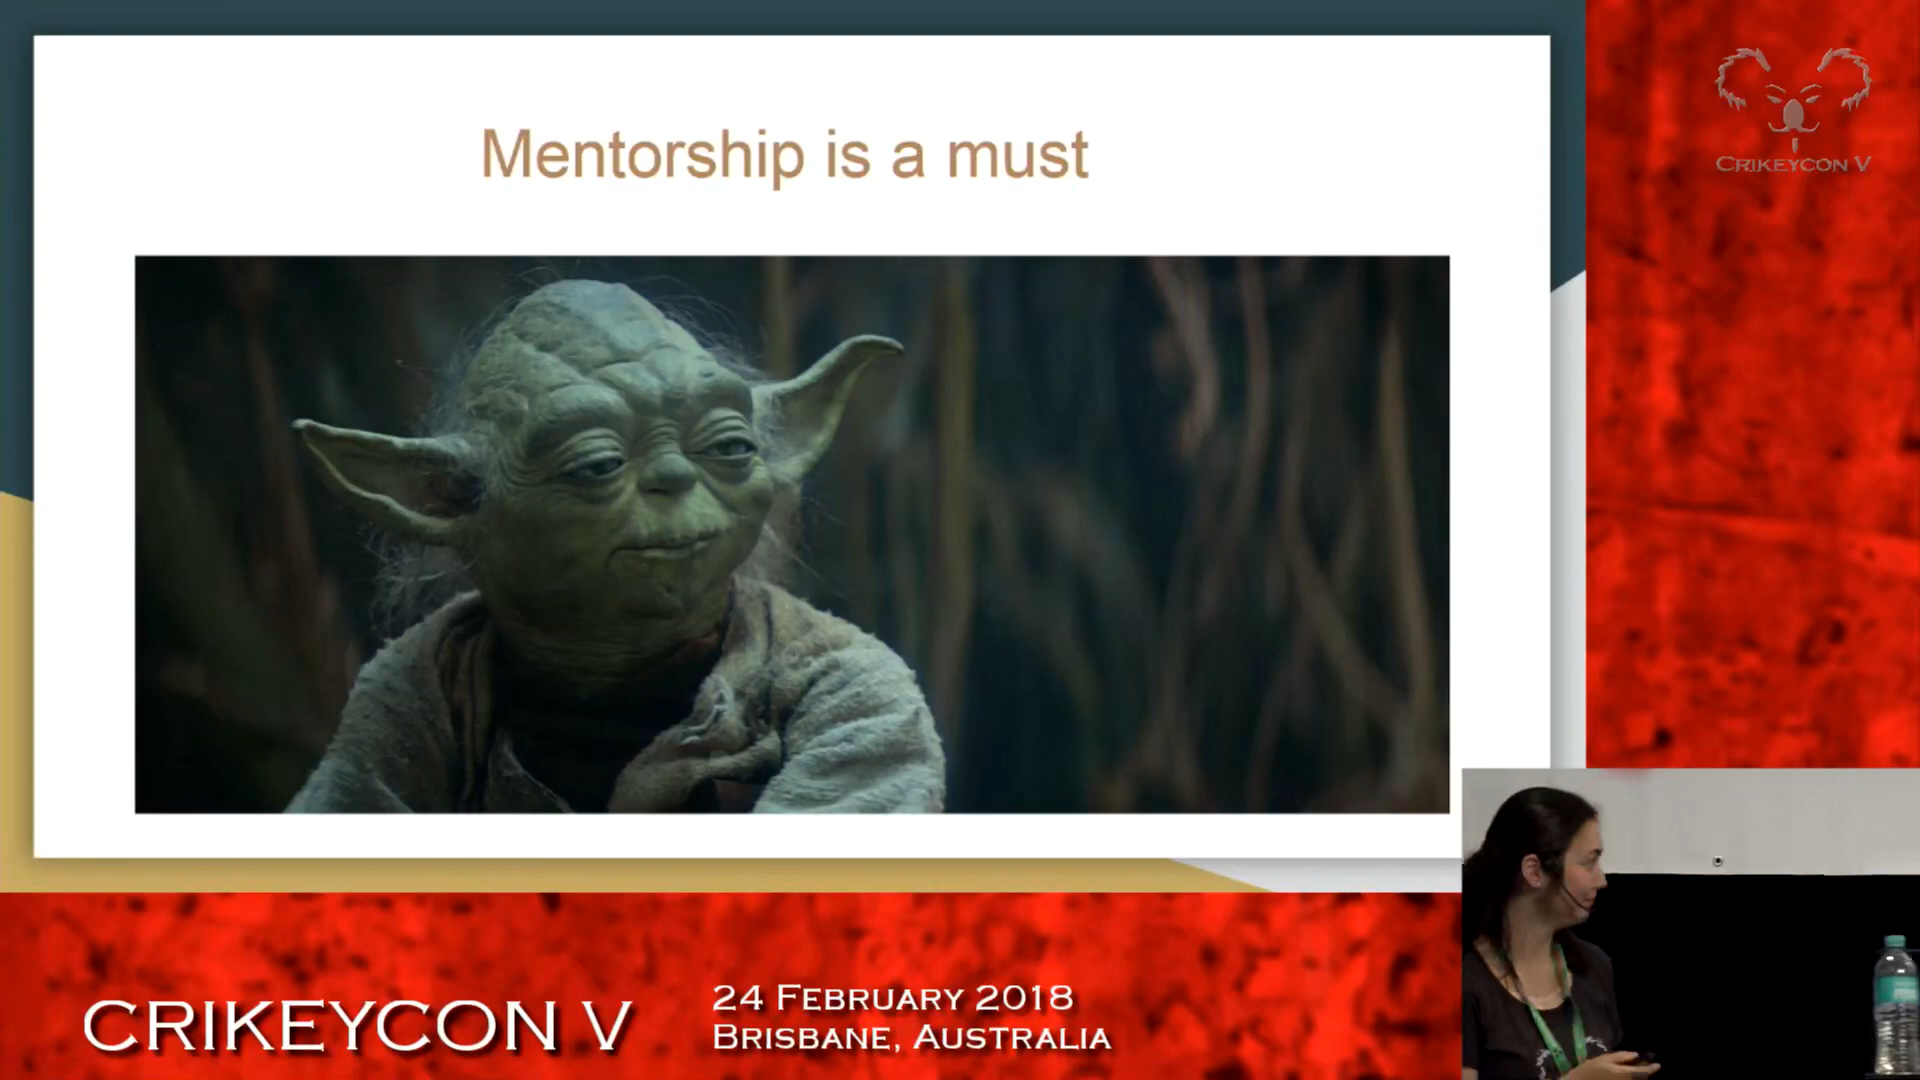 Mentorship is a must
CRIKEYCON V
CRIKEYCON V
24 FEBRUARY 2018
BRISBANE, AUSTRALIA